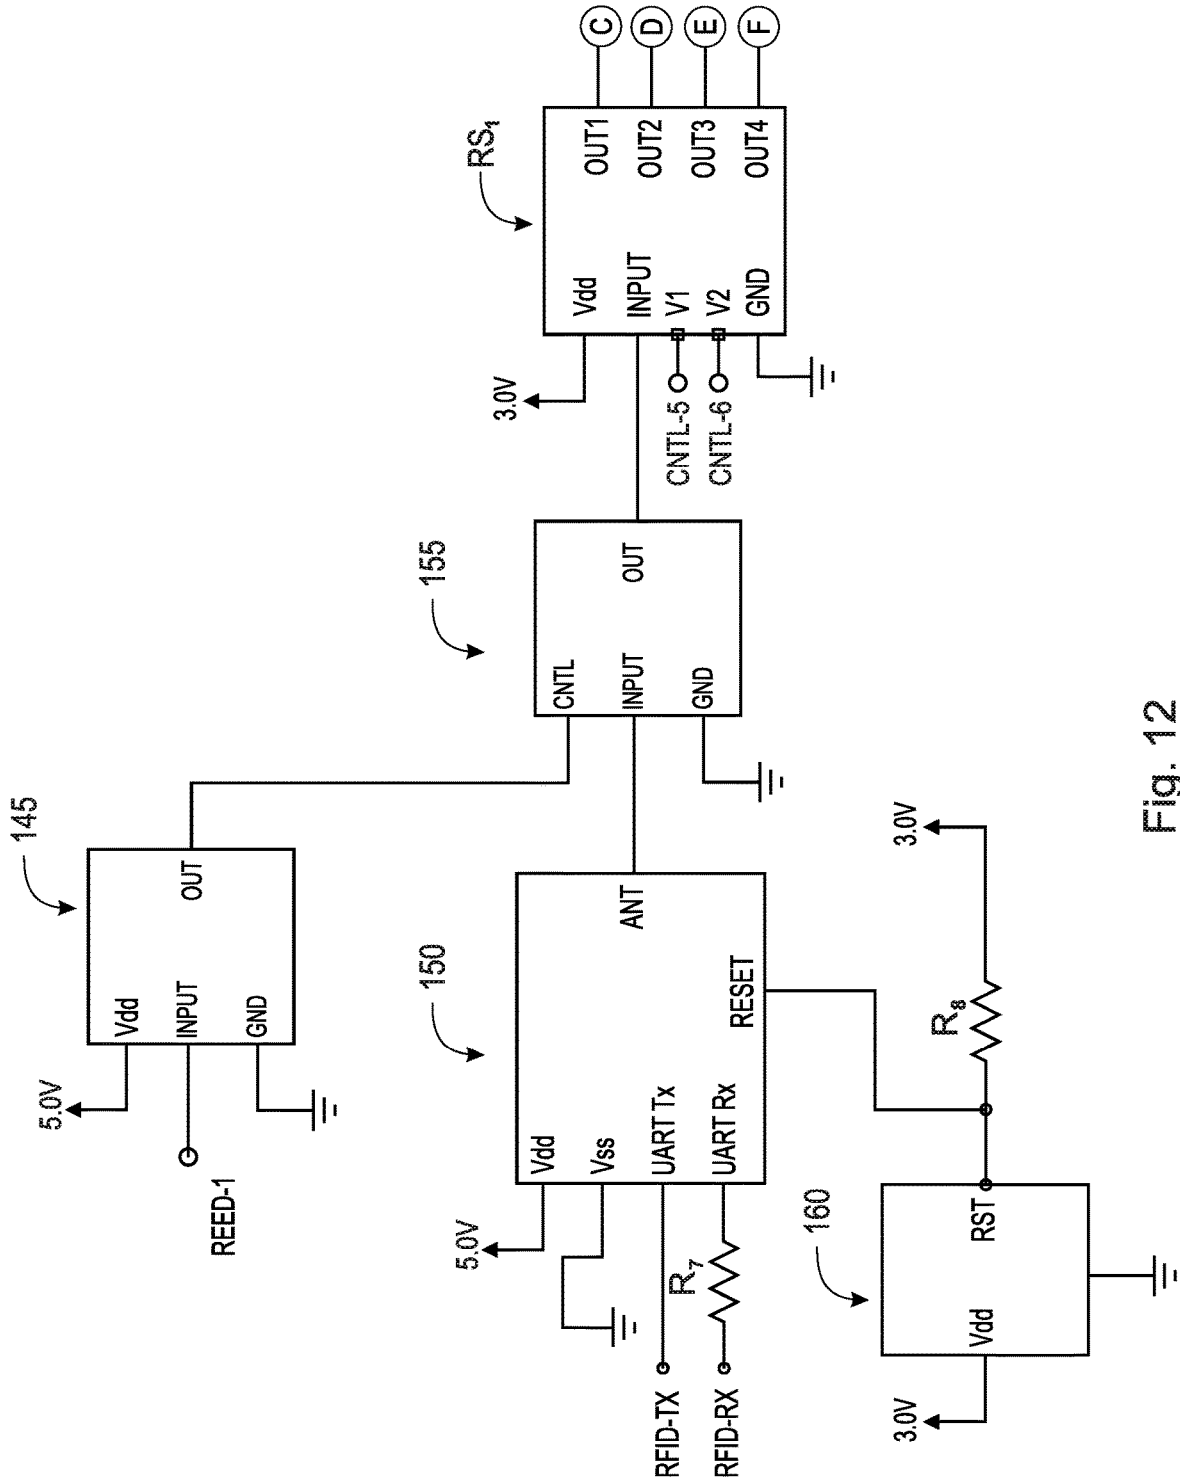 145
5.0V
Vdd
INPUT
GND
OUT
REED-1
150
5.0V
Vdd
Vss
UART Tx
UART Rx
ANT
RESET
RFID-TX
RFID-RX
R7
160
3.0V
Vdd
RST
R8
3.0V
155
CNTL
INPUT
GND
OUT
RS1
3.0V
Vdd
INPUT
V1
V2
GND
CNTL-5
CNTL-6
OUT1
OUT2
OUT3
OUT4
C
D
E
F
Fig. 12